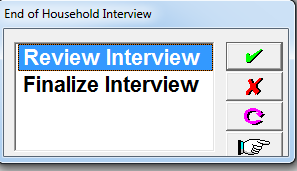 End of Household Interview
Review Interview
Finalize Interview